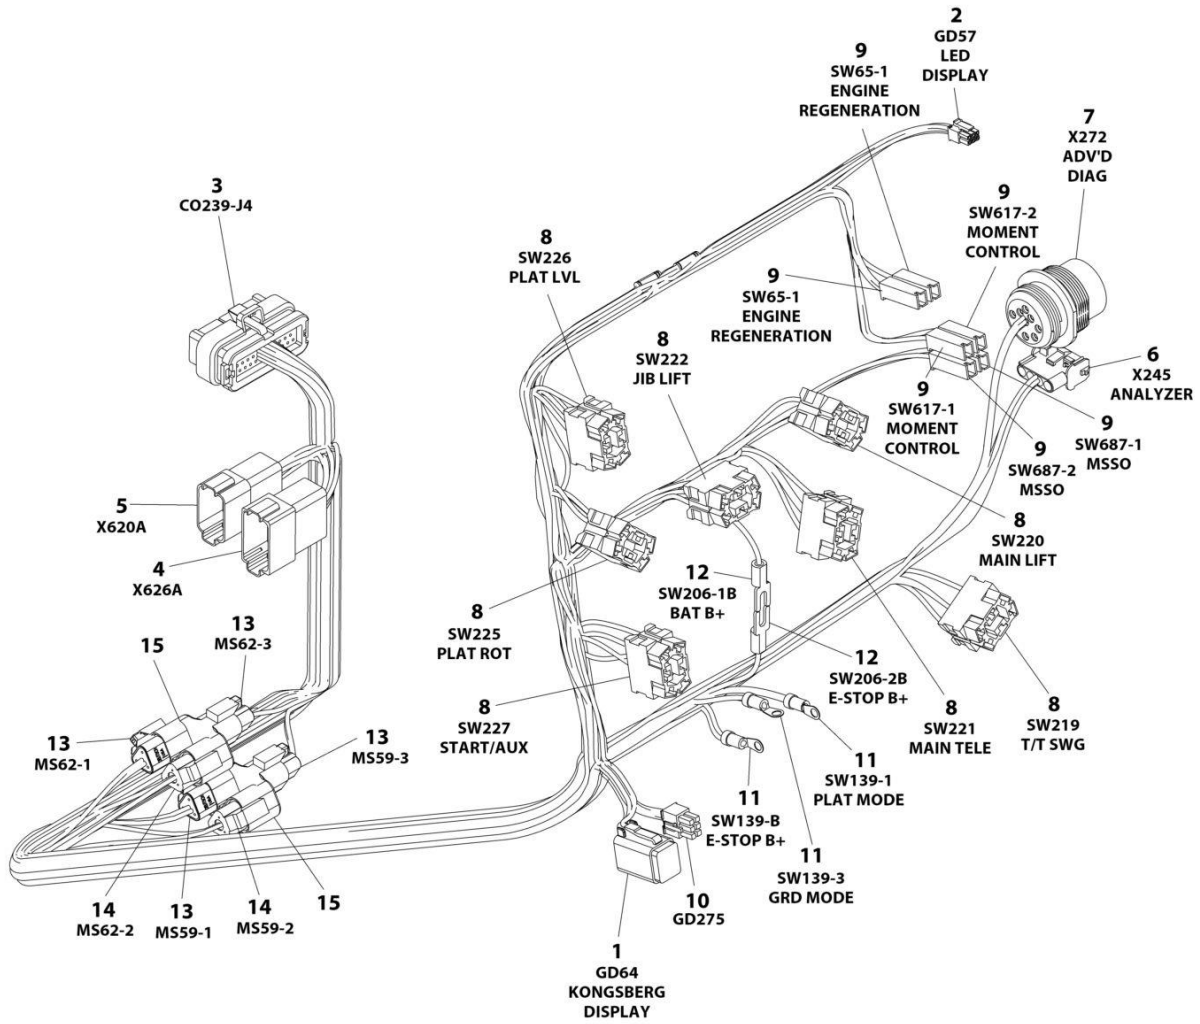 2
GD57
LED
DISPLAY
9
SW65-1
ENGINE
REGENERATION
7
X272
ADV'D
DIAG
3
CO239-J4
9
SW617-2
MOMENT
CONTROL
8
SW226
PLAT LVL
9
SW65-1
ENGINE
REGENERATION
8
SW222
JIB LIFT
6
X245
ANALYZER
9
SW617-1
MOMENT
CONTROL
9
SW687-1
MSSO
9
SW687-2
MSSO
5
X620A
4
X626A
8
SW220
MAIN LIFT
12
SW206-1B
BAT B+
8
SW225
PLAT ROT
13
MS62-3
15
12
SW206-2B
E-STOP B+
8
SW227
START/AUX
8
SW221
MAIN TELE
8
SW219
T/T SWG
13
MS62-1
13
MS59-3
11
SW139-1
PLAT MODE
11
SW139-B
E-STOP B+
11
SW139-3
GRD MODE
14
MS62-2
13
MS59-1
14
MS59-2
15
10
GD275
1
GD64
KONGSBERG
DISPLAY